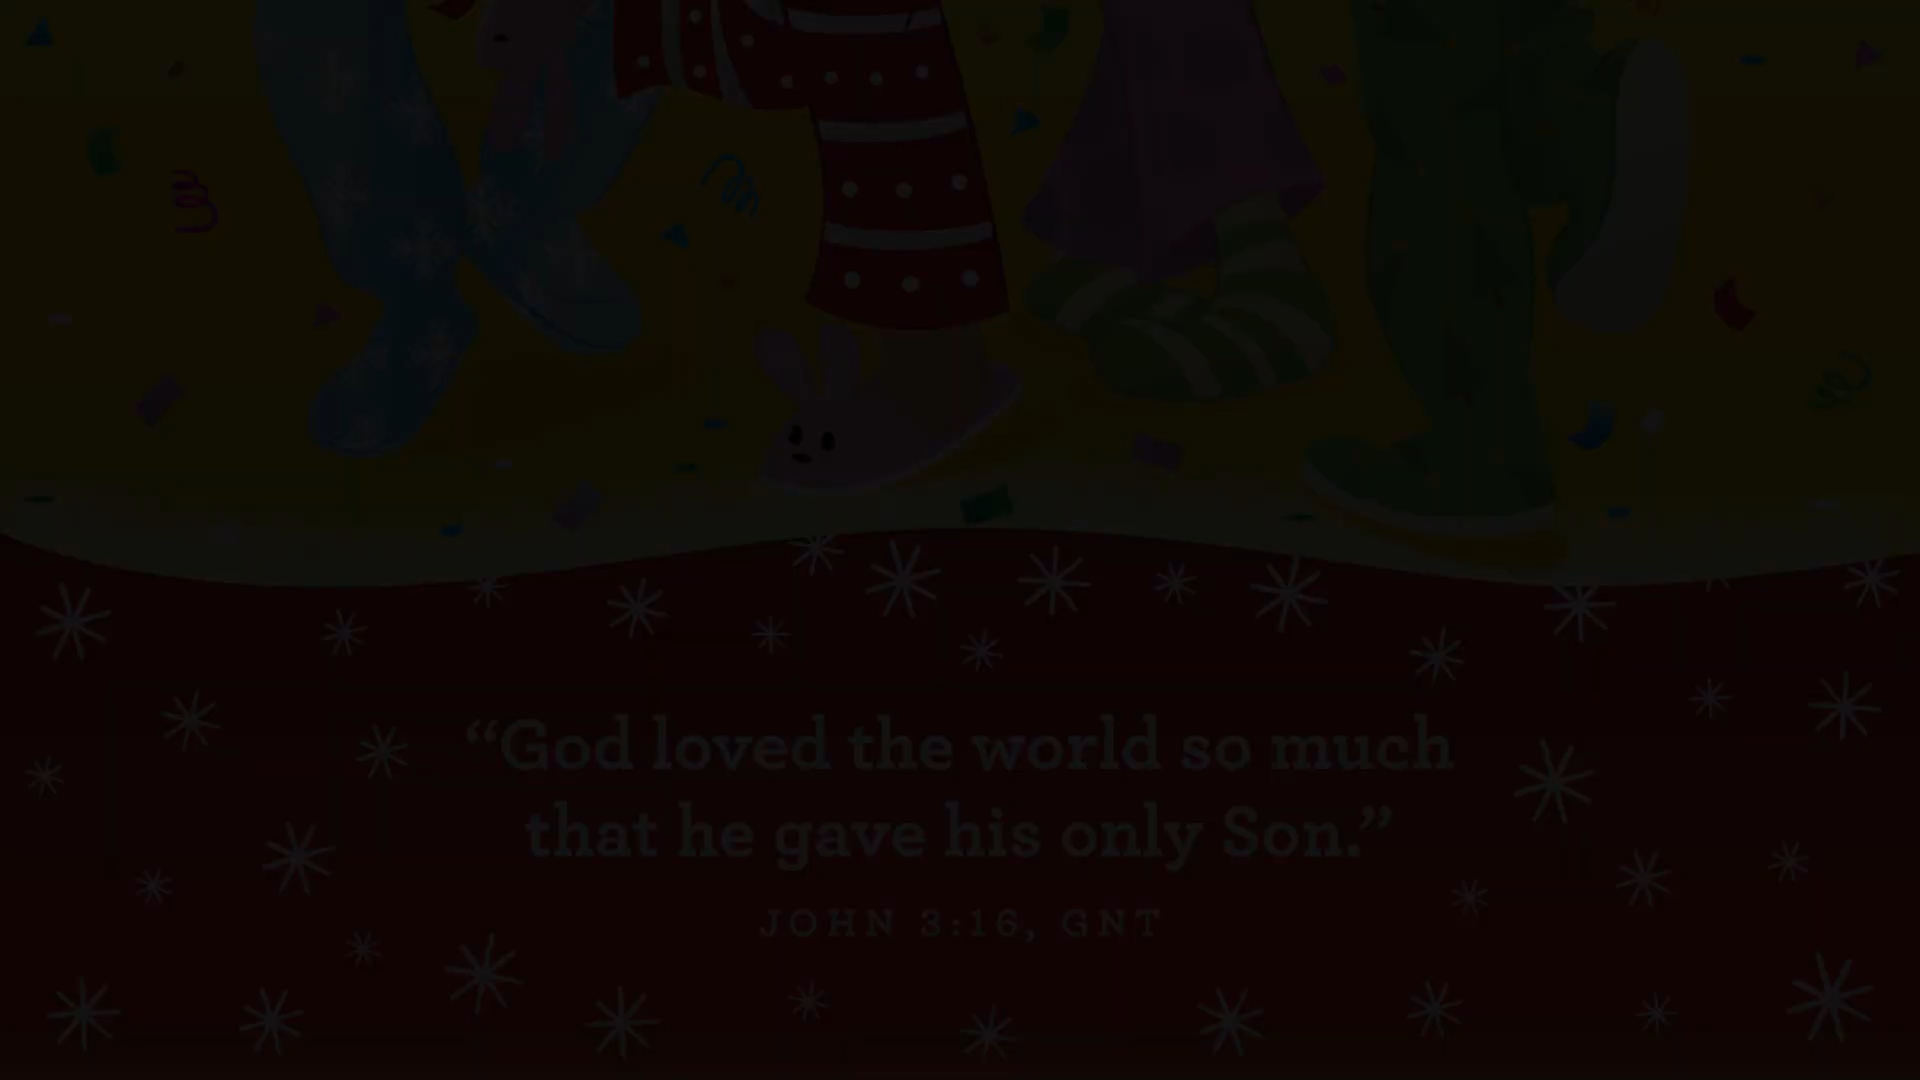 “God loved the world so much
that he gave his only Son.”
JOHN 3:16, GNT